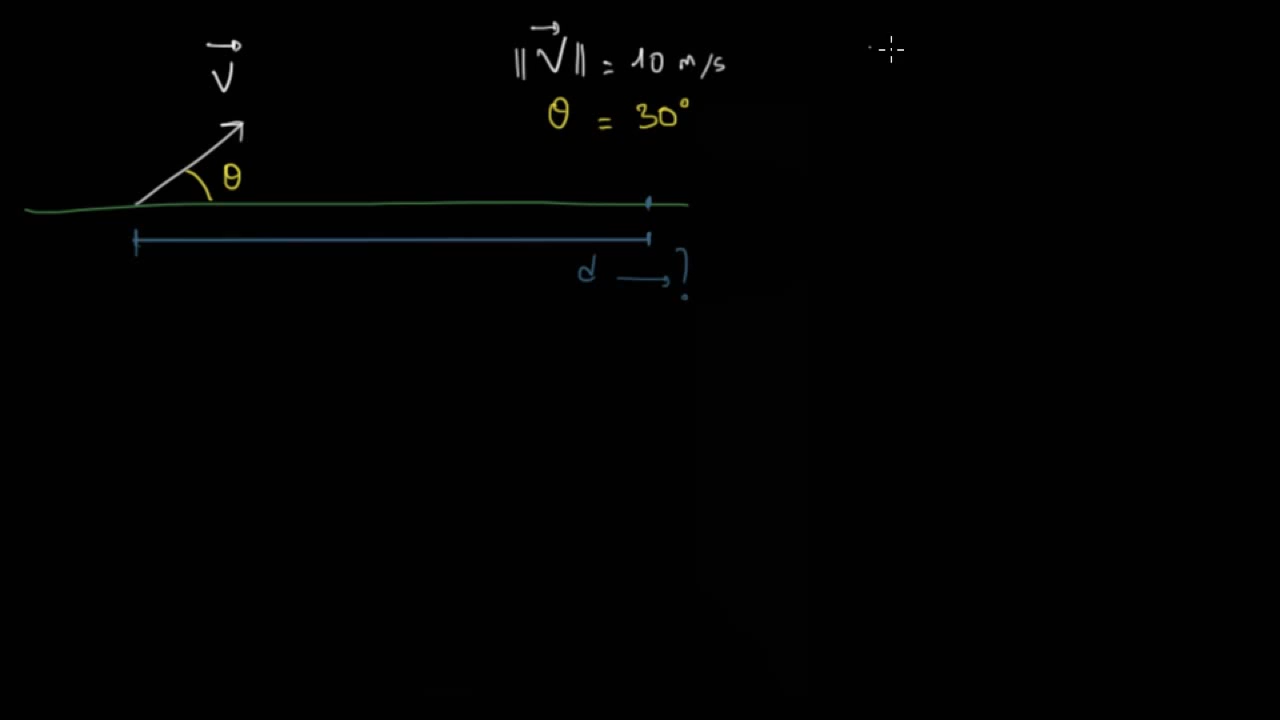 V⃗
||V⃗|| = 10 m/s
θ = 30°
θ
d → ?